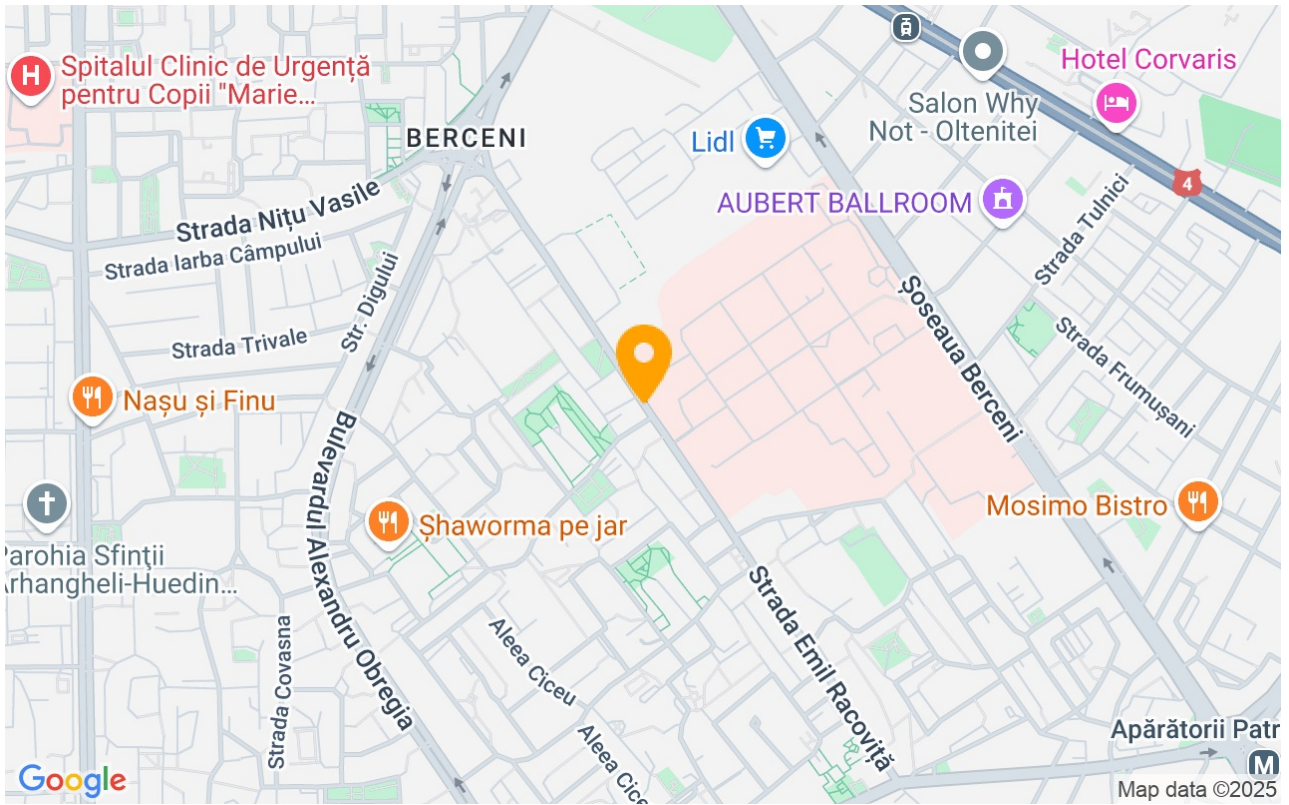 Spitalul Clinic de Urgență
pentru Copii "Marie...
BERCENI
Lidl
Salon Why
Not - Oltenitei
Hotel Corvaris
4
AUBERT BALLROOM
Strada Nițu Vasile
Strada Iarba Câmpului
Str. Digului
Strada Trivale
Strada Tulnici
Șoseaua Berceni
Strada Frumușani
Nașu și Finu
Bulevardul Alexandru Obregia
Șhaworma pe jar
Mosimo Bistro
Parohia Sfinții
Arhangheli-Huedin...
Strada Covasna
Aleea Ciceu
Aleea Cice
Strada Emil Racoviță
Apărătorii Patr
M
Google
Map data ©2025
H